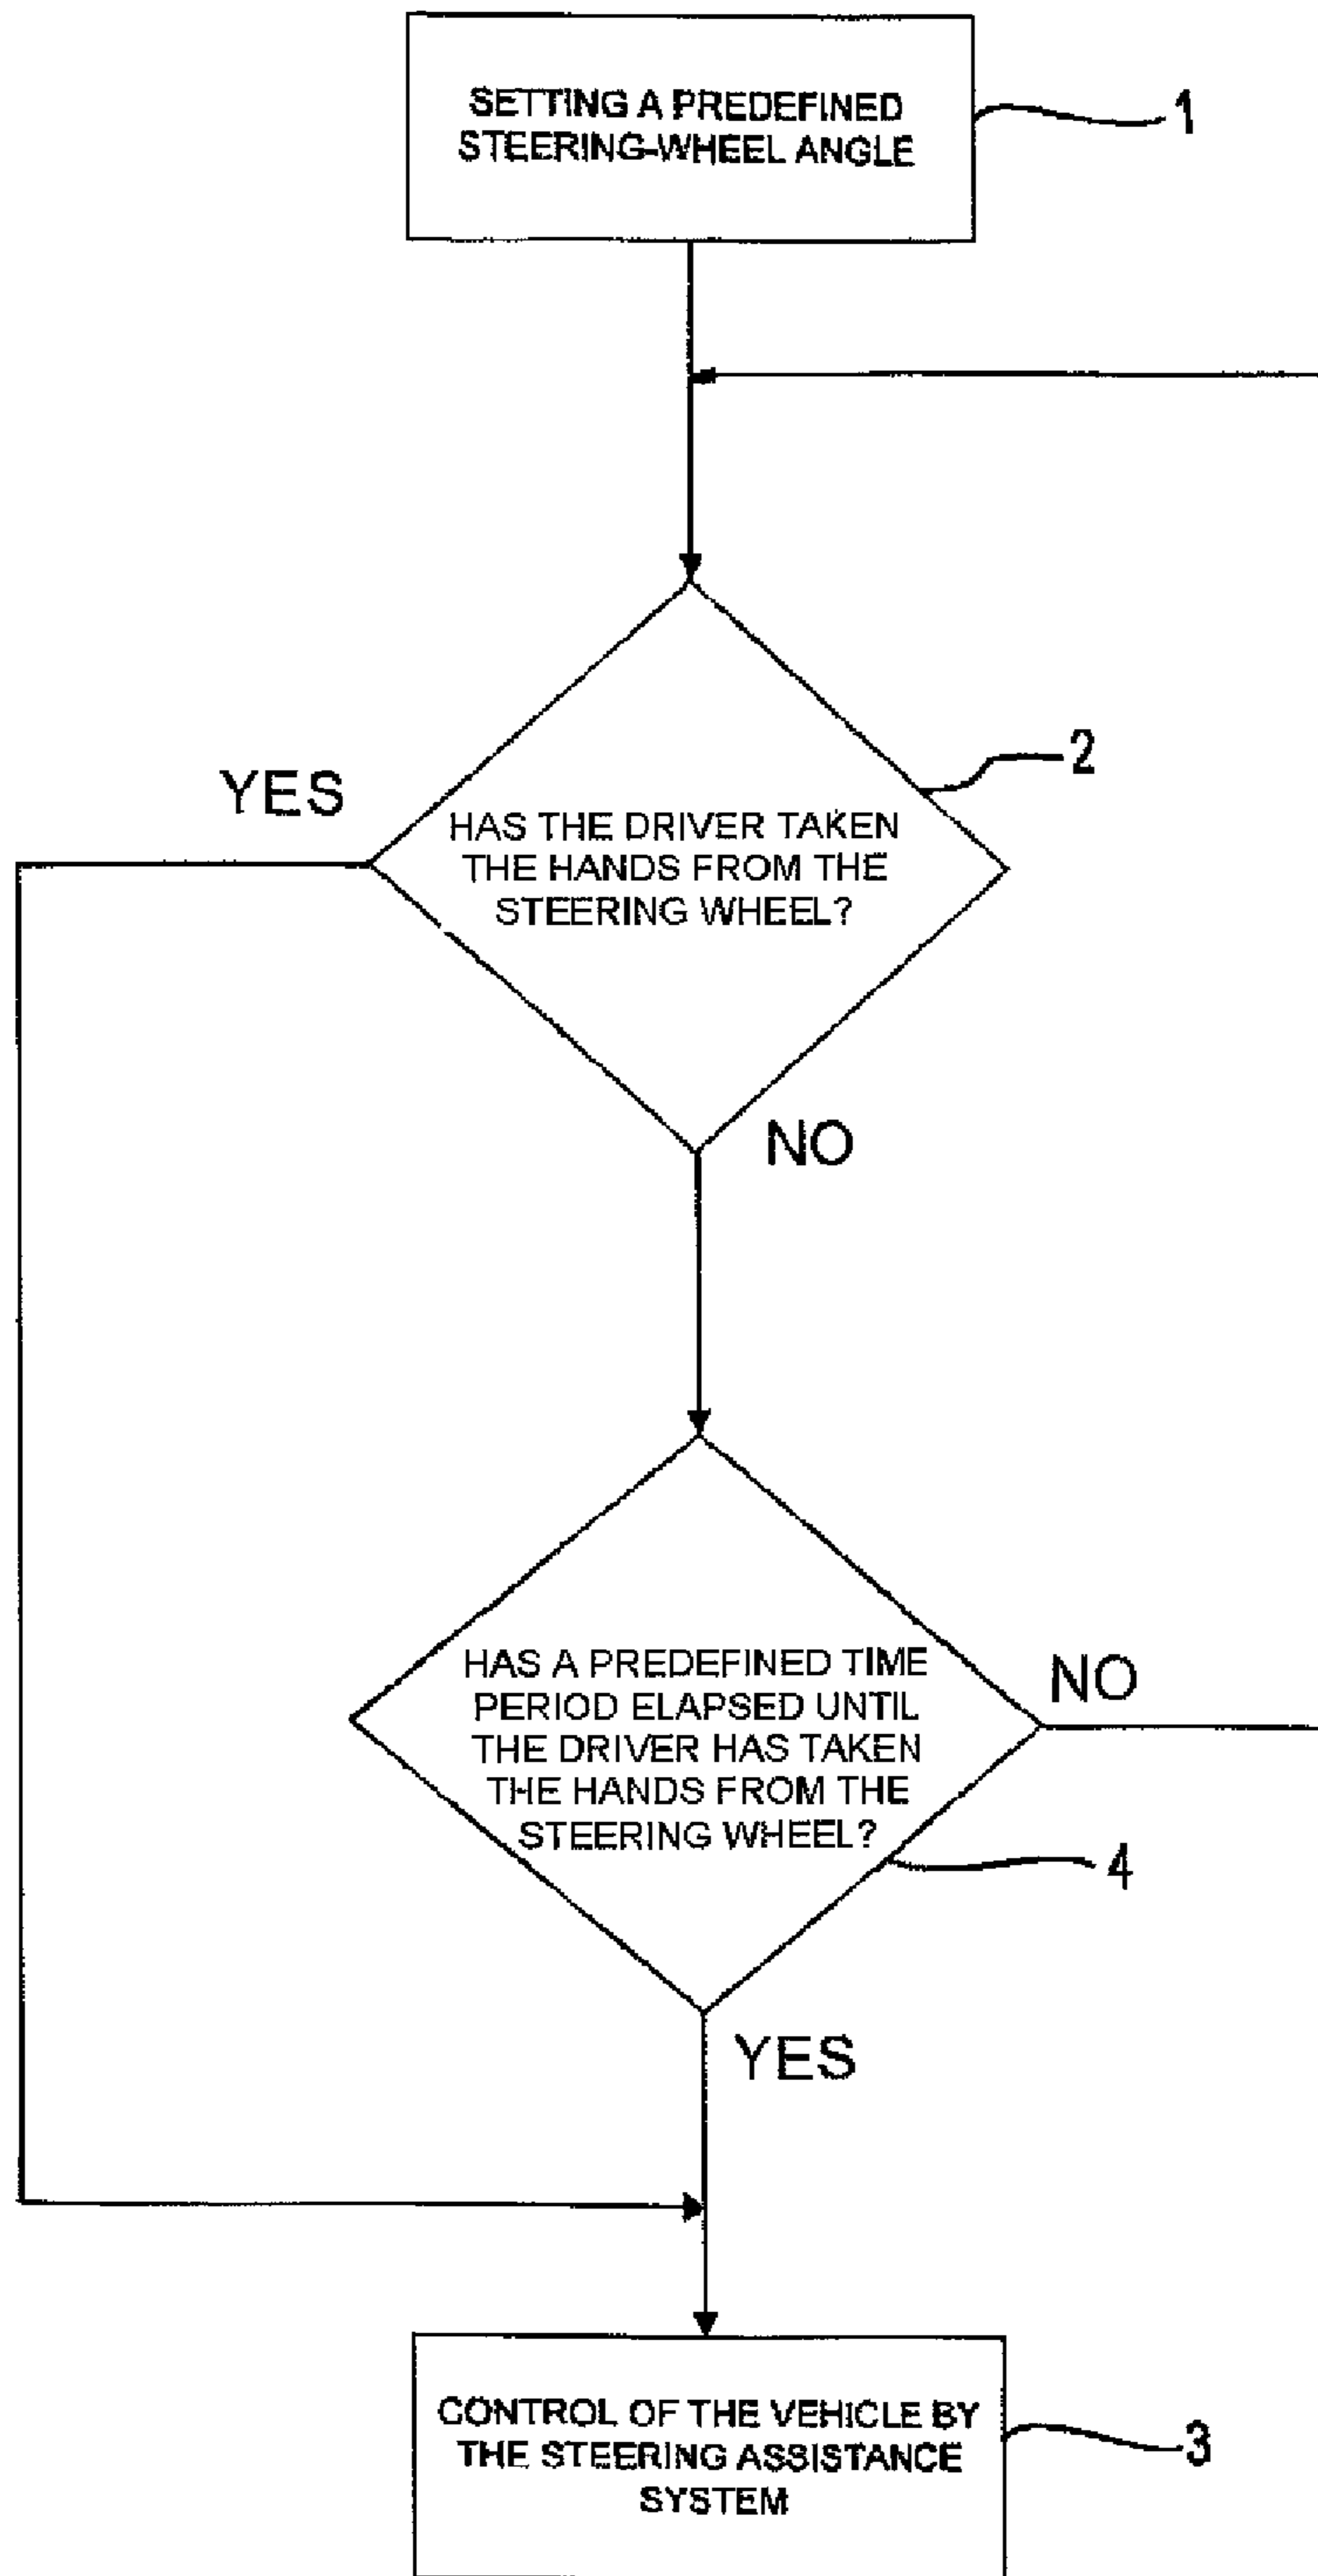 SETTING A PREDEFINED
STEERING-WHEEL ANGLE
1
2
YES
HAS THE DRIVER TAKEN
THE HANDS FROM THE
STEERING WHEEL?
NO
HAS A PREDEFINED TIME
PERIOD ELAPSED UNTIL
THE DRIVER HAS TAKEN
THE HANDS FROM THE
STEERING WHEEL?
NO
4
YES
CONTROL OF THE VEHICLE BY
THE STEERING ASSISTANCE
SYSTEM
3